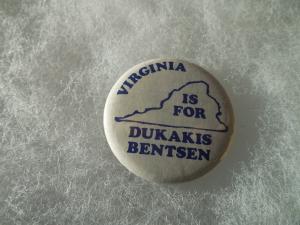 VIRGINIA
IS
FOR
DUKAKIS
BENTSEN